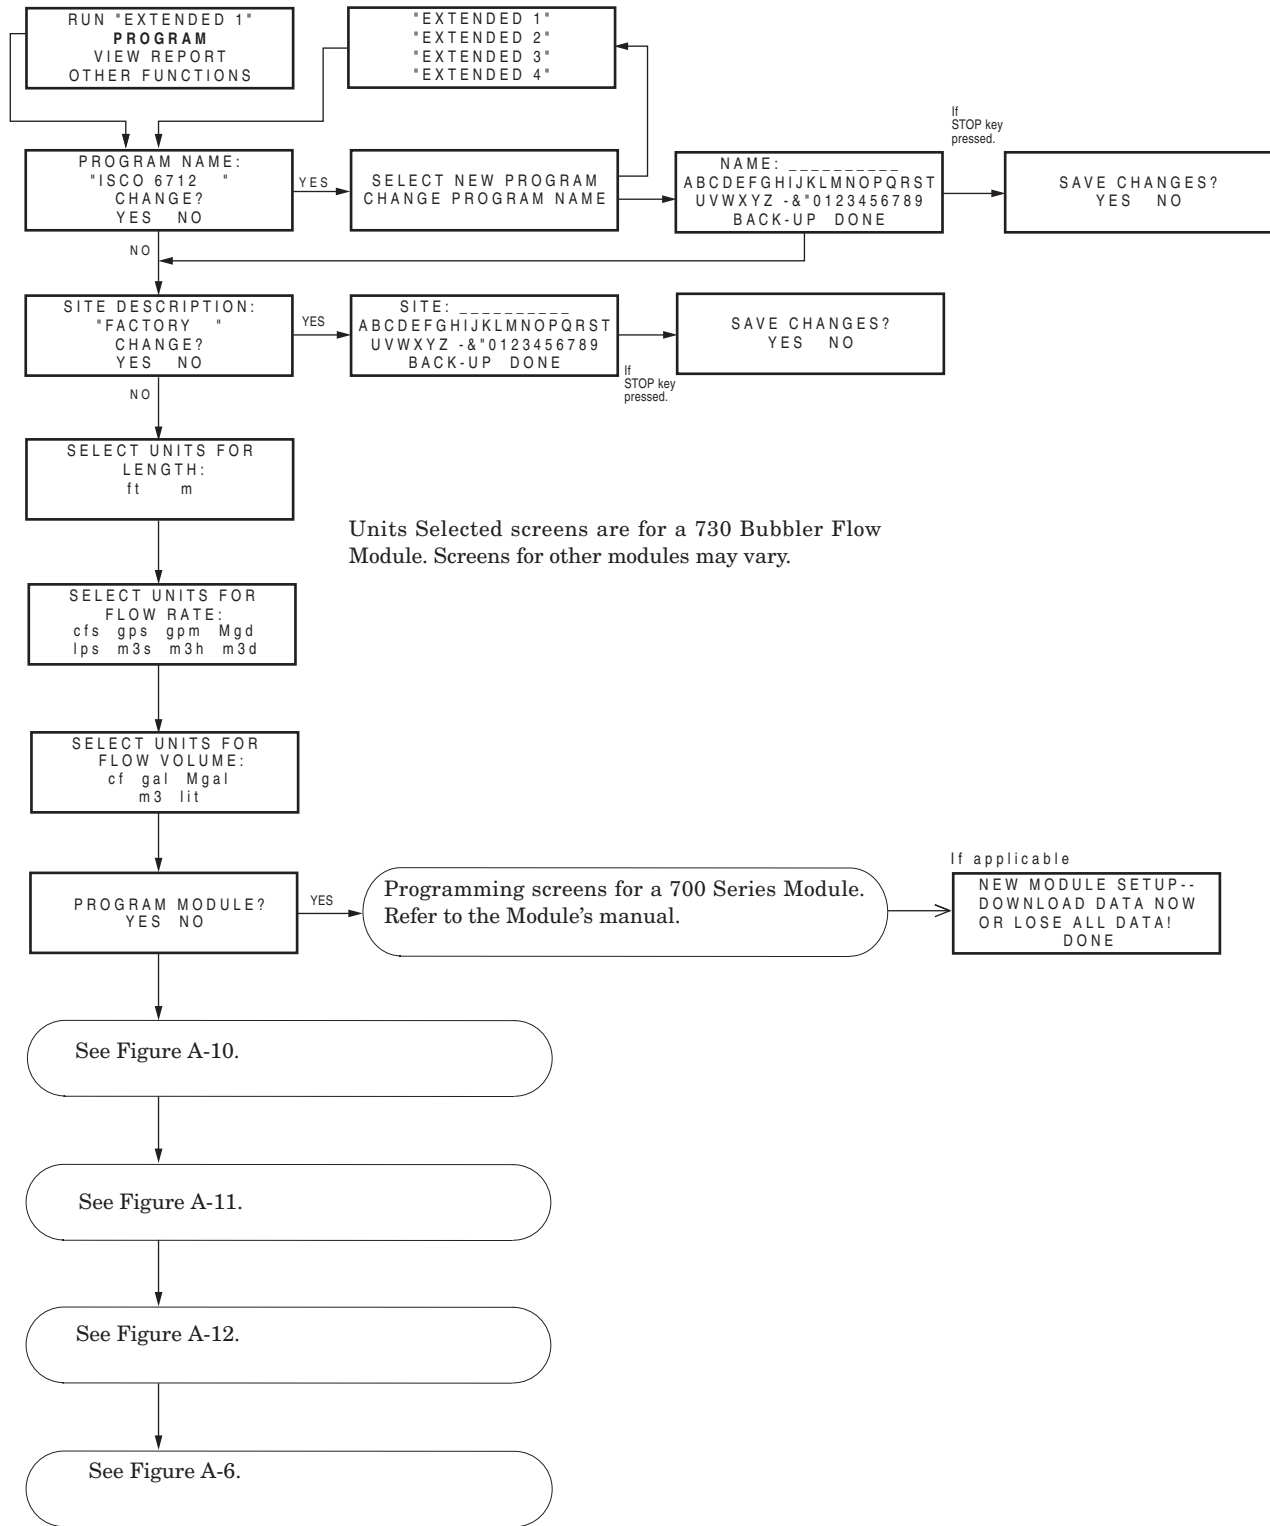 RUN "EXTENDED 1"
PROGRAM
VIEW REPORT
OTHER FUNCTIONS
"EXTENDED 1"
"EXTENDED 2"
"EXTENDED 3"
"EXTENDED 4"
PROGRAM NAME:
"ISCO 6712 "
CHANGE?
YES NO
YES
SELECT NEW PROGRAM
CHANGE PROGRAM NAME
NAME: _ _ _ _ _ _ _ _ _ _
ABCDEFGHIJKLMNOPQRST
UVWXYZ -&"0123456789
BACK-UP DONE
If
STOP key
pressed.
SAVE CHANGES?
YES NO
NO
SITE DESCRIPTION:
"FACTORY "
CHANGE?
YES NO
YES
SITE: _ _ _ _ _ _ _ _ _ _
ABCDEFGHIJKLMNOPQRST
UVWXYZ -&"0123456789
BACK-UP DONE
If
STOP key
pressed.
SAVE CHANGES?
YES NO
NO
SELECT UNITS FOR
LENGTH:
ft m
Units Selected screens are for a 730 Bubbler Flow
Module. Screens for other modules may vary.
SELECT UNITS FOR
FLOW RATE:
cfs gps gpm Mgd
lps m3s m3h m3d
SELECT UNITS FOR
FLOW VOLUME:
cf gal Mgal
m3 lit
PROGRAM MODULE?
YES NO
YES
Programming screens for a 700 Series Module.
Refer to the Module's manual.
If applicable
NEW MODULE SETUP--
DOWNLOAD DATA NOW
OR LOSE ALL DATA!
DONE
See Figure A-10.
See Figure A-11.
See Figure A-12.
See Figure A-6.